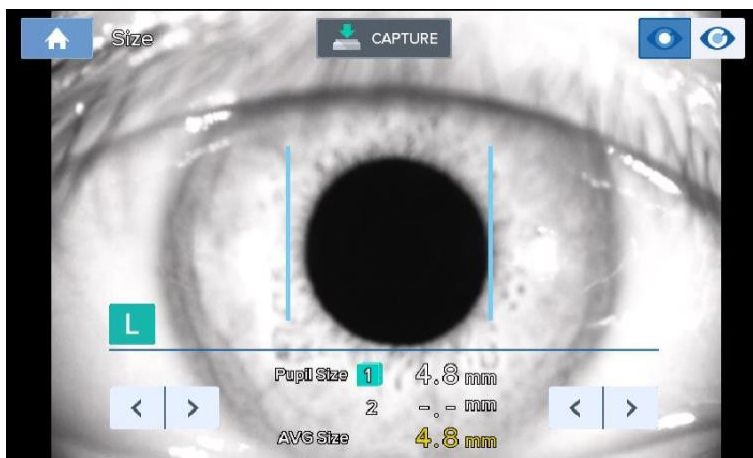 Size
CAPTURE
L
Pupil Size 1 4.8 mm
2 -.- mm
AVG Size 4.8 mm